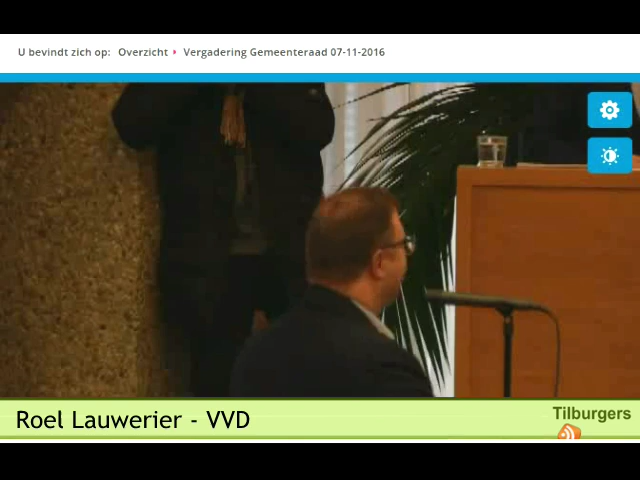 U bevindt zich op: Overzicht Vergadering Gemeenteraad 07-11-2016
Roel Lauwerier - VVD
Tilburgers